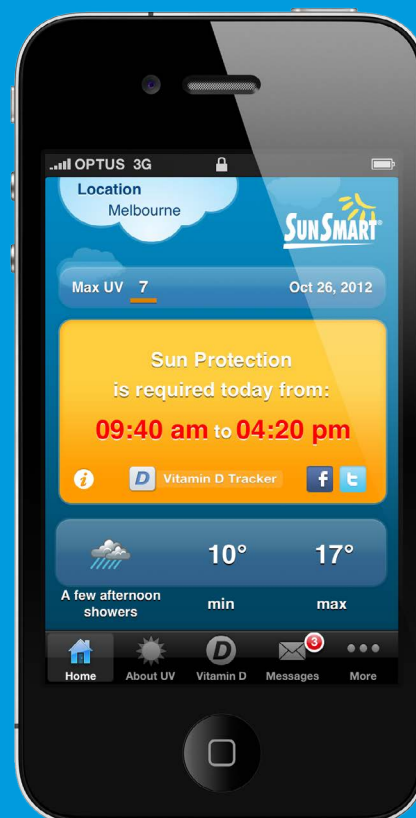 OPTUS 3G
Location
Melbourne
SunSmart
Max UV 7
Oct 26, 2012
Sun Protection
is required today from:
09:40 am to 04:20 pm
i
D Vitamin D Tracker
f t
10° 17°
A few afternoon
showers
min max
3
D
Home About UV Vitamin D Messages More